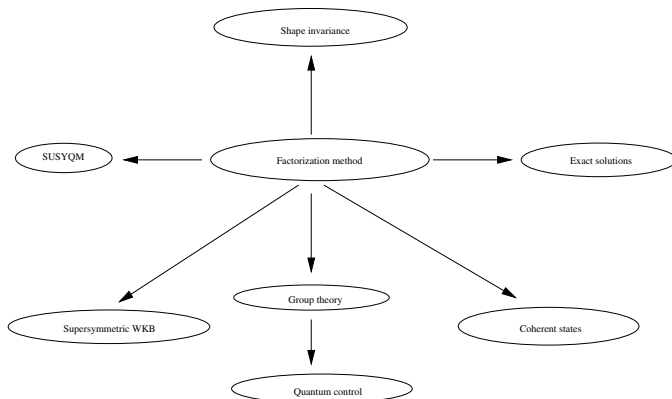 Shape invariance
SUSYQM
Factorization method
Exact solutions
Group theory
Supersymmetric WKB
Coherent states
Quantum control